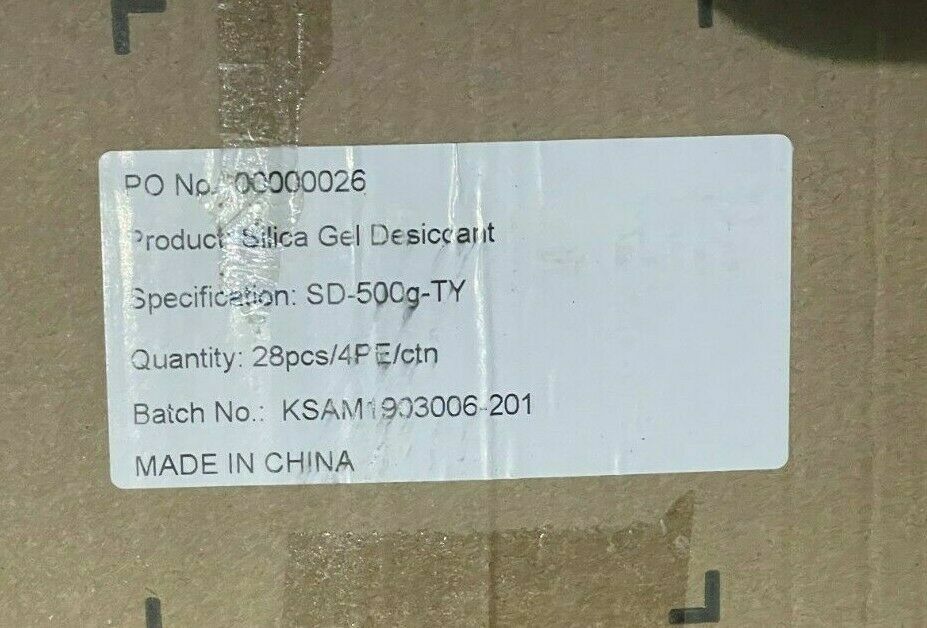 PO No.: 00000026
Product: Silica Gel Desiccant
Specification: SD-500g-TY
Quantity: 28pcs/4PE/ctn
Batch No.: KSAM1903006-201
MADE IN CHINA